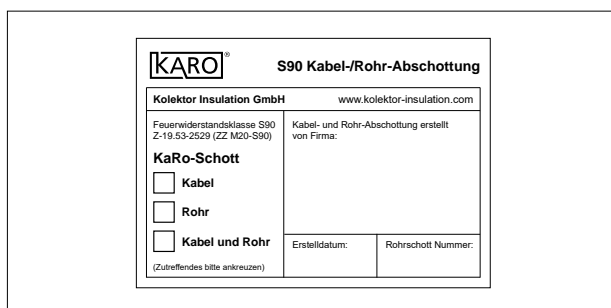 KARO®
S90 Kabel-/Rohr-Abschottung
Kolektor Insulation GmbH
www.kolektor-insulation.com
Feuerwiderstandsklasse S90
Z-19.53-2529 (ZZ M20-S90)
KaRo-Schott
Kabel
Rohr
Kabel und Rohr
(Zutreffendes bitte ankreuzen)
Kabel- und Rohr-Abschottung erstellt
von Firma:
Erstelldatum:
Rohrschott Nummer: